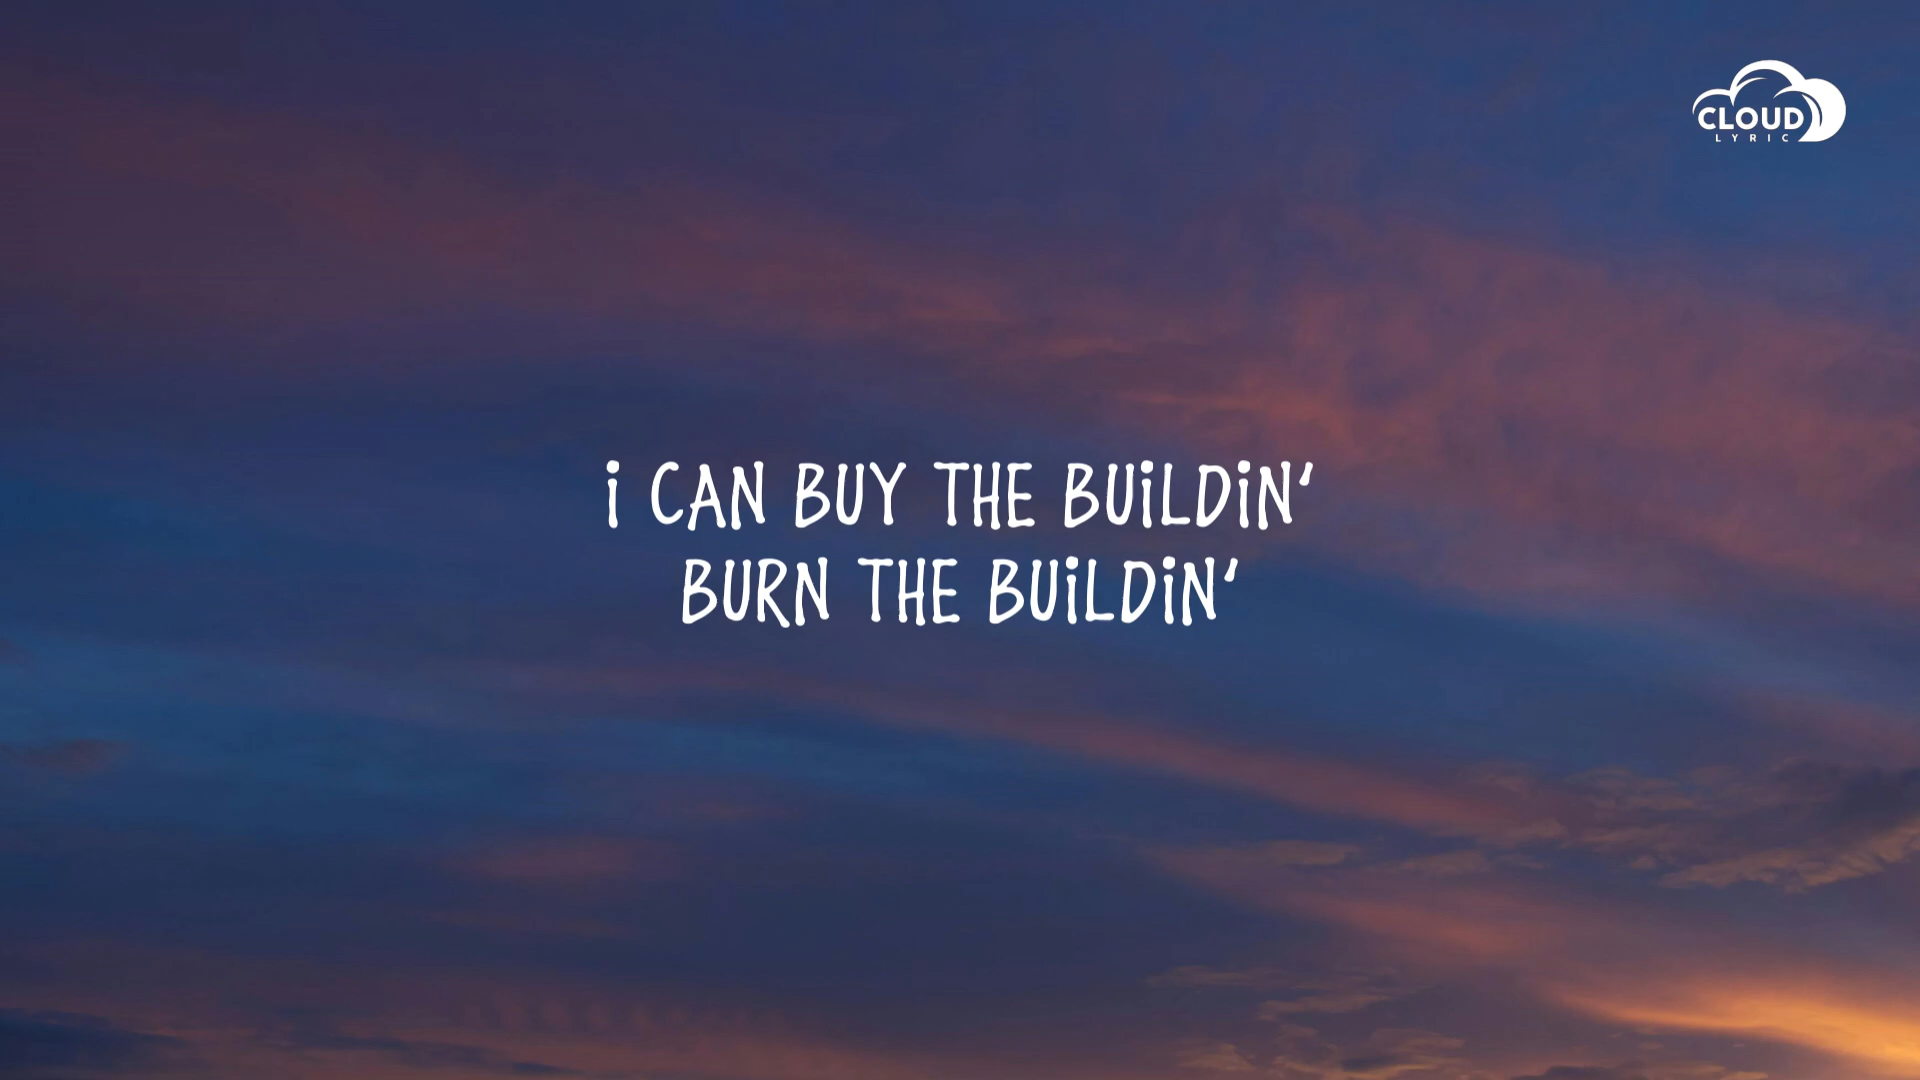 CLOUD
LYRIC
i CAN BUY THE BUiLDiN'
BURN THE BUiLDiN'